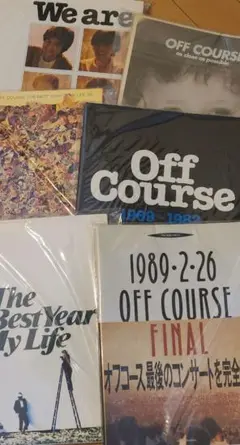 We are
OFF COURSE
as close as possible
Off
Course
1969 - 1982
The
Best Year
My Life
1989・2・26
OFF COURSE
FINAL
オフコース最後のコンサートを完全